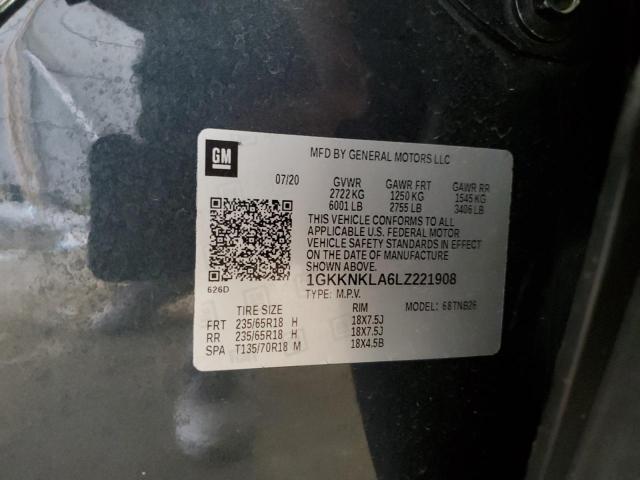 GM
MFD BY GENERAL MOTORS LLC
07/20 GVWR GAWR FRT GAWR RR
2722 KG 1250 KG 1545 KG
6001 LB 2755 LB 3406 LB
THIS VEHICLE CONFORMS TO ALL
APPLICABLE U.S. FEDERAL MOTOR
VEHICLE SAFETY STANDARDS IN EFFECT
ON THE DATE OF MANUFACTURE
SHOWN ABOVE.
626D
1GKKNKLA6LZ221908
TYPE: M.P.V. MODEL: 68TNB26
TIRE SIZE RIM
FRT 235/65R18 H 18X7.5J
RR 235/65R18 H 18X7.5J
SPA T135/70R18 M 18X4.5B